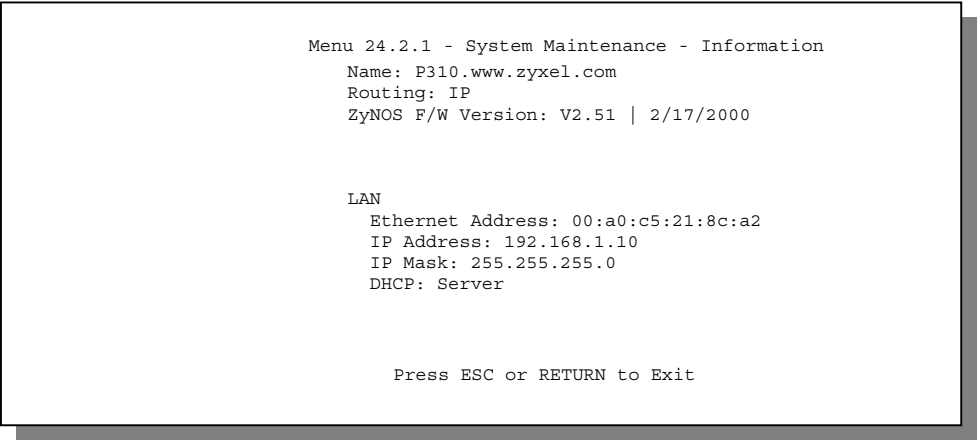 Menu 24.2.1 - System Maintenance - Information
Name: P310.www.zyxel.com
Routing: IP
ZyNOS F/W Version: V2.51 | 2/17/2000
LAN
Ethernet Address: 00:a0:c5:21:8c:a2
IP Address: 192.168.1.10
IP Mask: 255.255.255.0
DHCP: Server
Press ESC or RETURN to Exit